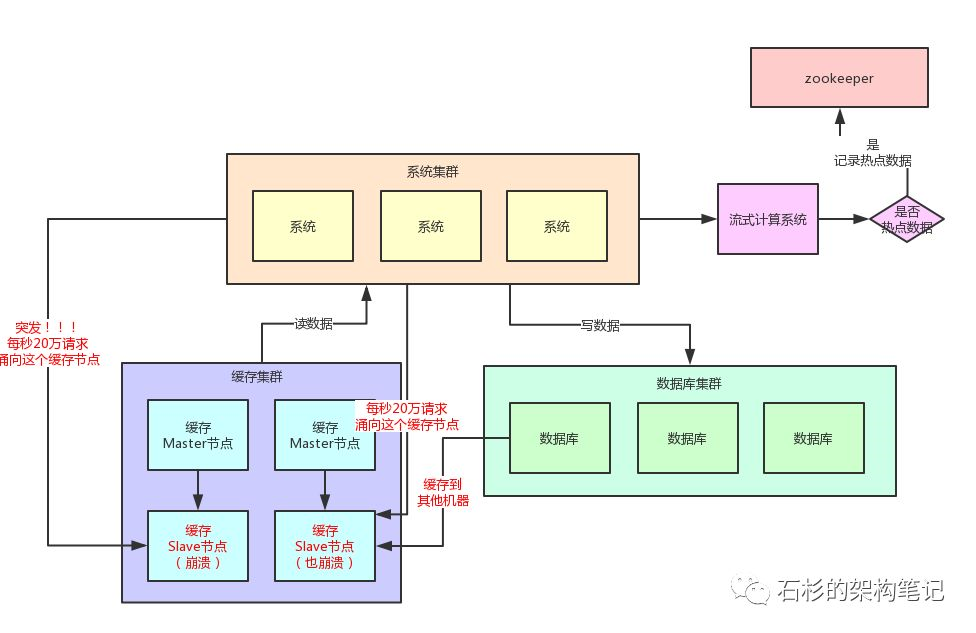 zookeeper
是
记录热点数据
系统集群
系统
系统
系统
流式计算系统
是否
热点数据
突发！！！
每秒20万请求
涌向这个缓存节点
读数据
写数据
缓存集群
缓存
Master节点
缓存
Master节点
每秒20万请求
涌向这个缓存节点
数据库集群
数据库
数据库
数据库
缓存到
其他机器
缓存
Slave节点
（崩溃）
缓存
Slave节点
（也崩溃）
石杉的架构笔记